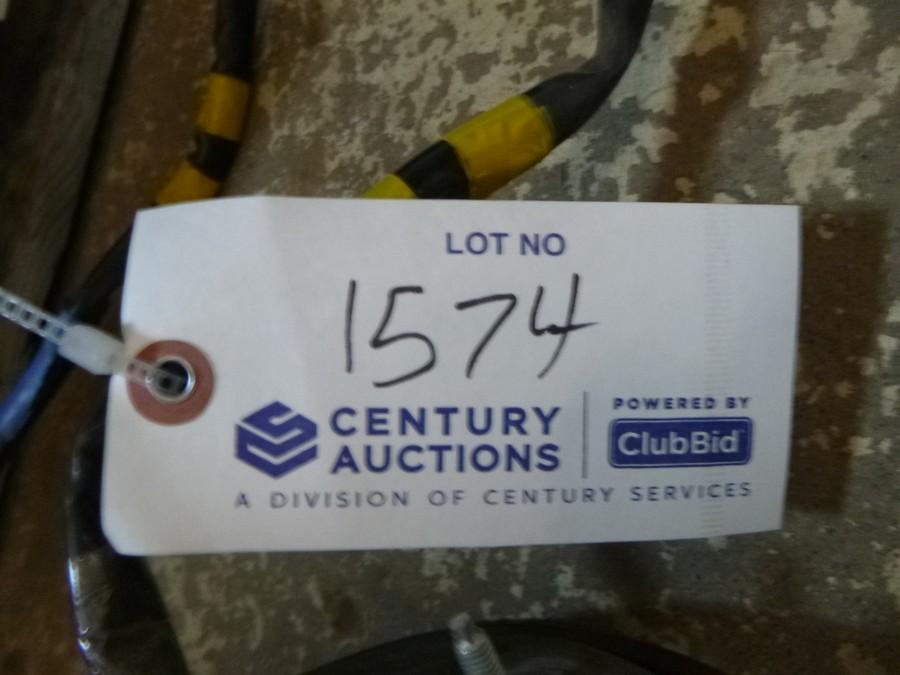 LOT NO
1574
CENTURY
AUCTIONS
POWERED BY
ClubBid
A DIVISION OF CENTURY SERVICES